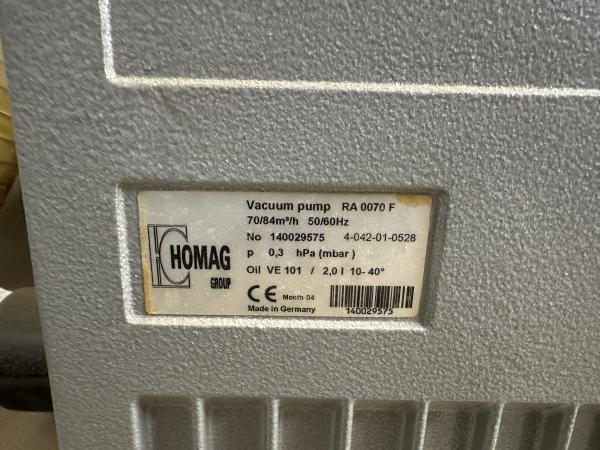 Vacuum pump RA 0070 F
70/84m³/h 50/60Hz
No 140029575 4-042-01-0528
p 0,3 hPa (mbar)
Oil VE 101 / 2,0 l 10-40°
HOMAG
GROUP
CE Month 04
Made in Germany
140029575